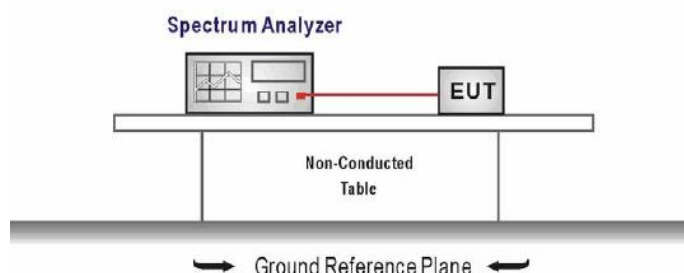 Spectrum Analyzer
EUT
Non-Conducted
Table
Ground Reference Plane